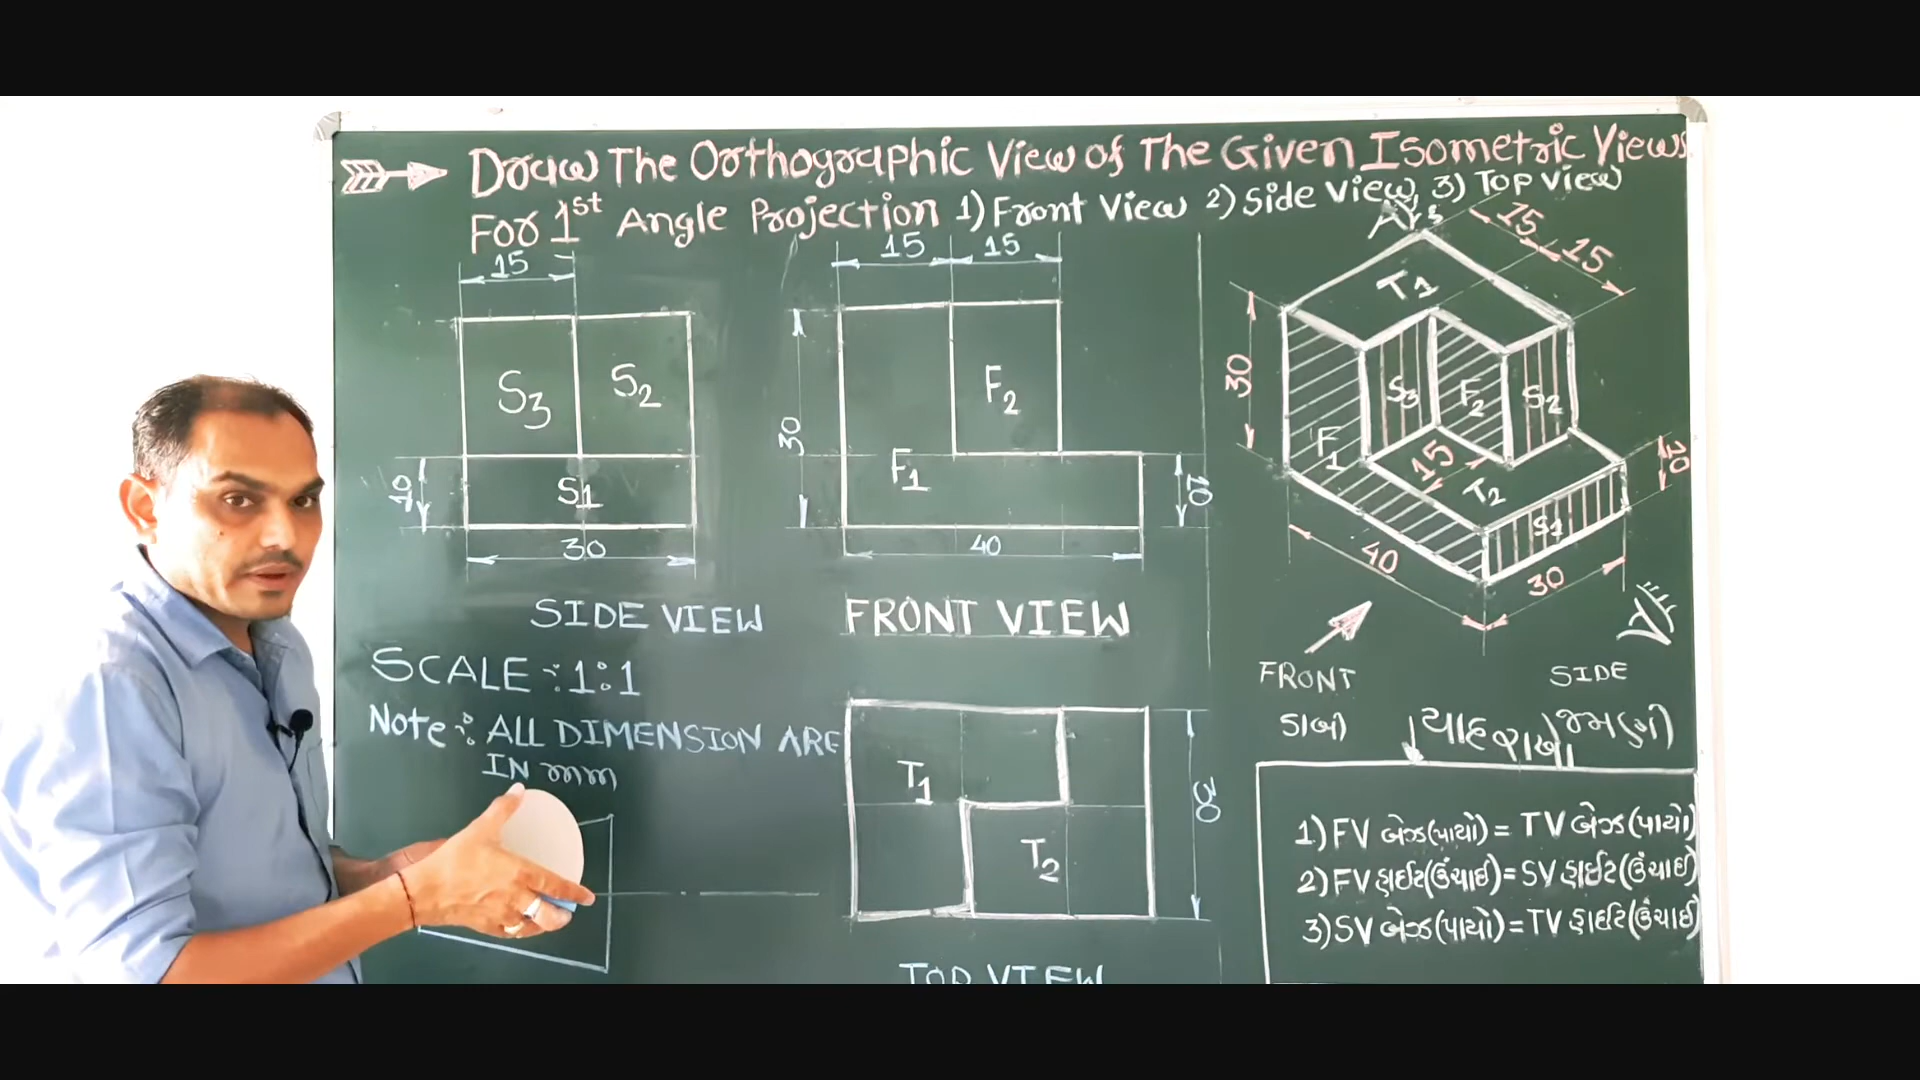 Draw The Orthographic View of The Given Isometric Views
For 1st Angle Projection 1) Front View 2) Side View, 3) Top View
15
S3
S2
S1
10
30
SIDE VIEW
15
15
F2
F1
30
10
40
FRONT VIEW
15
15
T1
30
S3
F2
S2
F1
15
T2
S1
10
40
30
FRONT
SIDE
ડાબી
જમણી
યાદ રાખો
SCALE :- 1:1
Note :- ALL DIMENSION ARE
IN mm
T1
T2
30
TOP VIEW
1) FV બેઝ(પાયો) = TV બેઝ(પાયો)
2) FV હાઈટ(ઉંચાઈ) = SV હાઈટ(ઉંચાઈ)
3) SV બેઝ(પાયો) = TV હાઈટ(ઉંચાઈ)